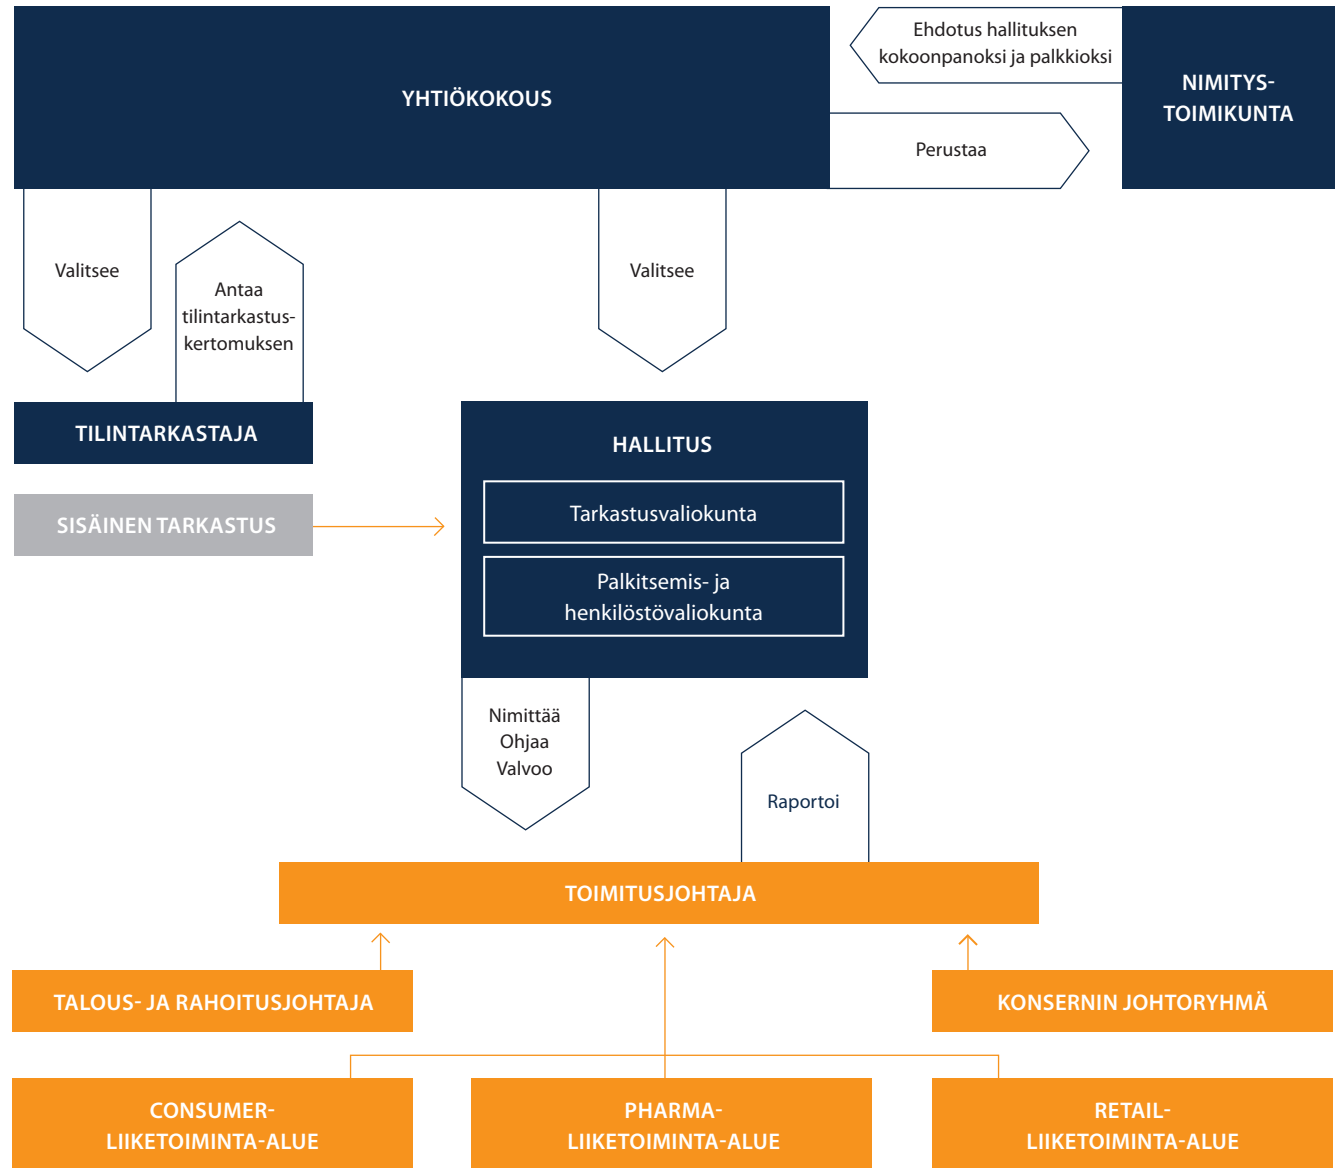 Ehdotus hallituksen
kokoonpanoksi ja palkkioksi
NIMITYS-
TOIMIKUNTA
YHTIÖKOKOUS
Perustaa
Valitsee
Antaa
tilintarkastus-
kertomuksen
Valitsee
TILINTARKASTAJA
HALLITUS
SISÄINEN TARKASTUS
Tarkastusvaliokunta
Palkitsemis- ja
henkilöstövaliokunta
Nimittää
Ohjaa
Valvoo
Raportoi
TOIMITUSJOHTAJA
TALOUS- JA RAHOITUSJOHTAJA
KONSERNIN JOHTORYHMÄ
CONSUMER-
LIIKETOIMINTA-ALUE
PHARMA-
LIIKETOIMINTA-ALUE
RETAIL-
LIIKETOIMINTA-ALUE